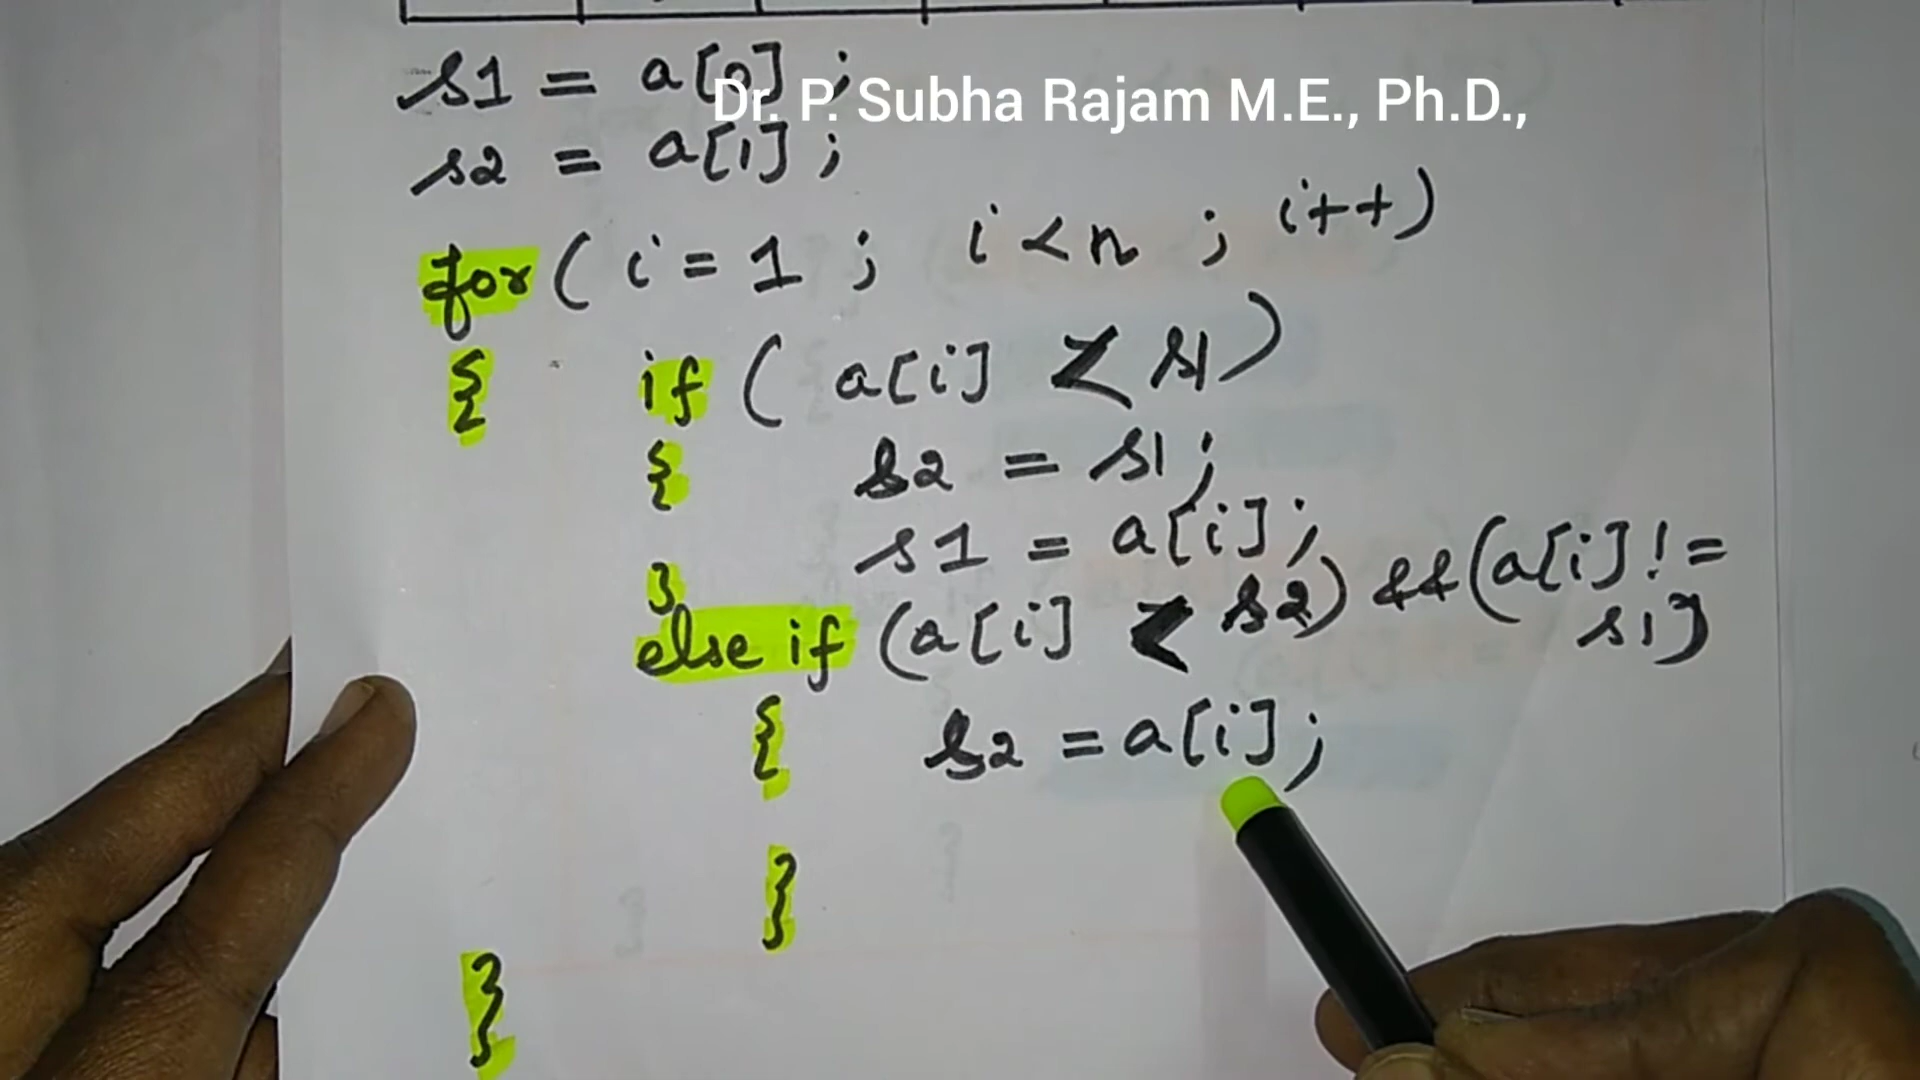 s1 = a[0];
Dr. P. Subha Rajam M.E., Ph.D.,
s2 = a[1];
for ( i = 1 ; i < n ; i++)
{ if ( a[i] < s1 )
{ s2 = s1;
s1 = a[i];
}
else if (a[i] < s2) && (a[i] !=
s1)
{ s2 = a[i];
}
}